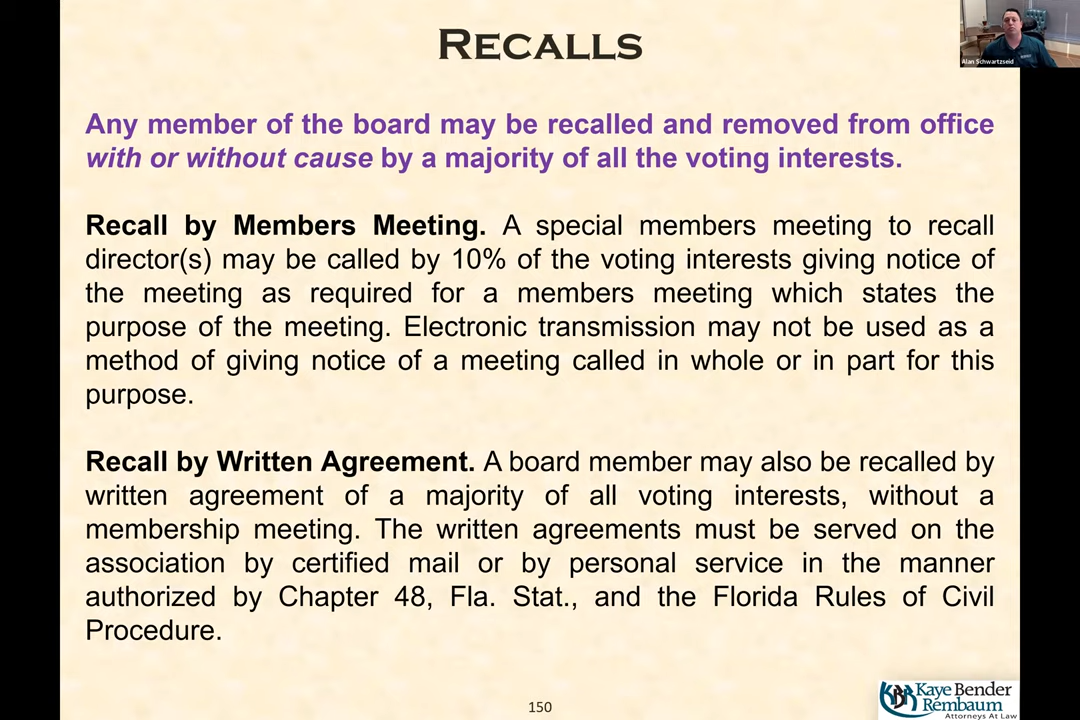 RECALLS
Alan Schwartzseid
Any member of the board may be recalled and removed from office
with or without cause by a majority of all the voting interests.
Recall by Members Meeting. A special members meeting to recall
director(s) may be called by 10% of the voting interests giving notice of
the meeting as required for a members meeting which states the
purpose of the meeting. Electronic transmission may not be used as a
method of giving notice of a meeting called in whole or in part for this
purpose.
Recall by Written Agreement. A board member may also be recalled by
written agreement of a majority of all voting interests, without a
membership meeting. The written agreements must be served on the
association by certified mail or by personal service in the manner
authorized by Chapter 48, Fla. Stat., and the Florida Rules of Civil
Procedure.
150
KBR Kaye Bender
Rembaum
Attorneys At Law